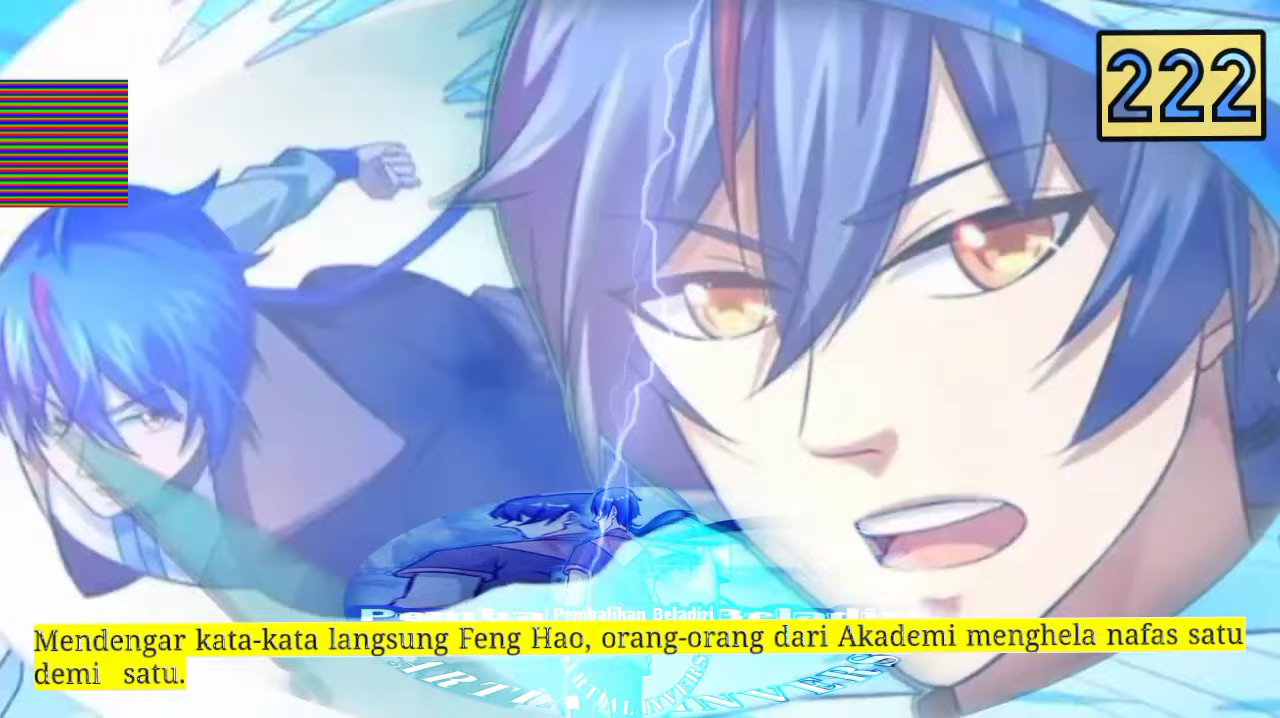 222
Pembalikan Beladiri
Mendengar kata-kata langsung Feng Hao, orang-orang dari Akademi menghela nafas satu
demi satu.